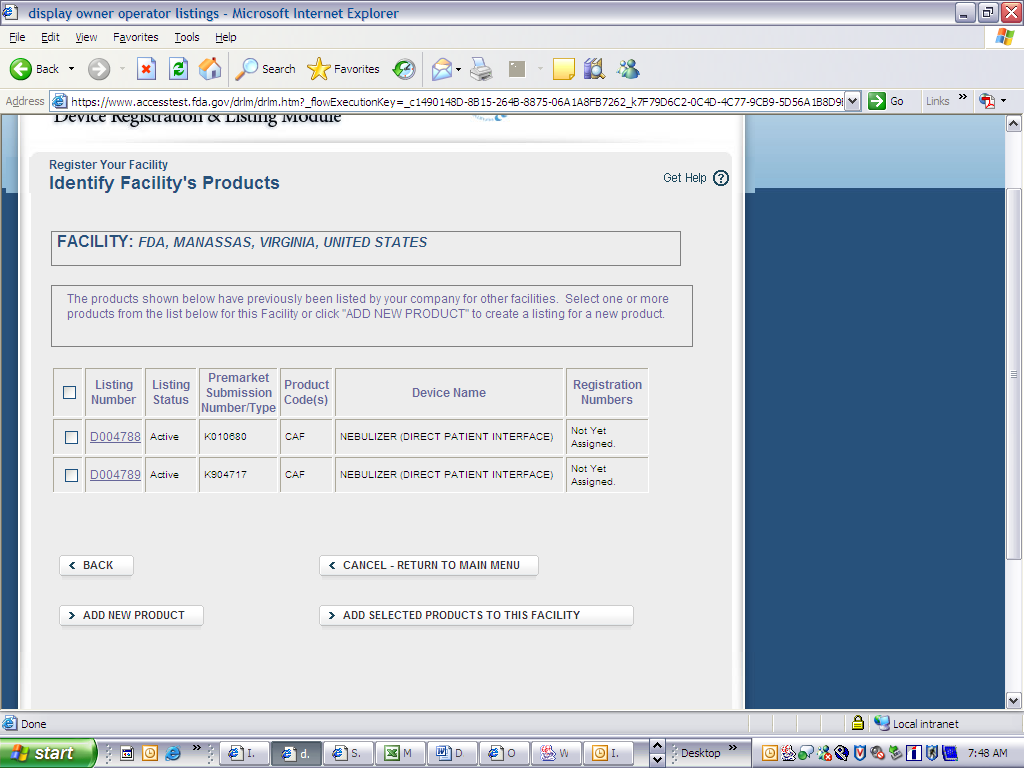 display owner operator listings - Microsoft Internet Explorer
File Edit View Favorites Tools Help
Back Search Favorites
Address https://www.accesstest.fda.gov/drlm/drlm.htm?_flowExecutionKey=_c1490148D-8B15-264B-8875-06A1A8FB7262_k7F79D6C2-0C4D-4C77-9CB9-5D56A1B8D9 Go Links »
Device Registration & Listing Module
Register Your Facility
Identify Facility's Products
Get Help ?
FACILITY: FDA, MANASSAS, VIRGINIA, UNITED STATES
The products shown below have previously been listed by your company for other facilities. Select one or more
products from the list below for this Facility or click "ADD NEW PRODUCT" to create a listing for a new product.
Listing Number Listing Status Premarket Submission Number/Type Product Code(s) Device Name Registration Numbers
D004788 Active K010680 CAF NEBULIZER (DIRECT PATIENT INTERFACE) Not Yet Assigned.
D004789 Active K904717 CAF NEBULIZER (DIRECT PATIENT INTERFACE) Not Yet Assigned.
< BACK
< CANCEL - RETURN TO MAIN MENU
> ADD NEW PRODUCT
> ADD SELECTED PRODUCTS TO THIS FACILITY
Done Local intranet
start » I. d. S. M D O W I. Desktop » 7:48 AM